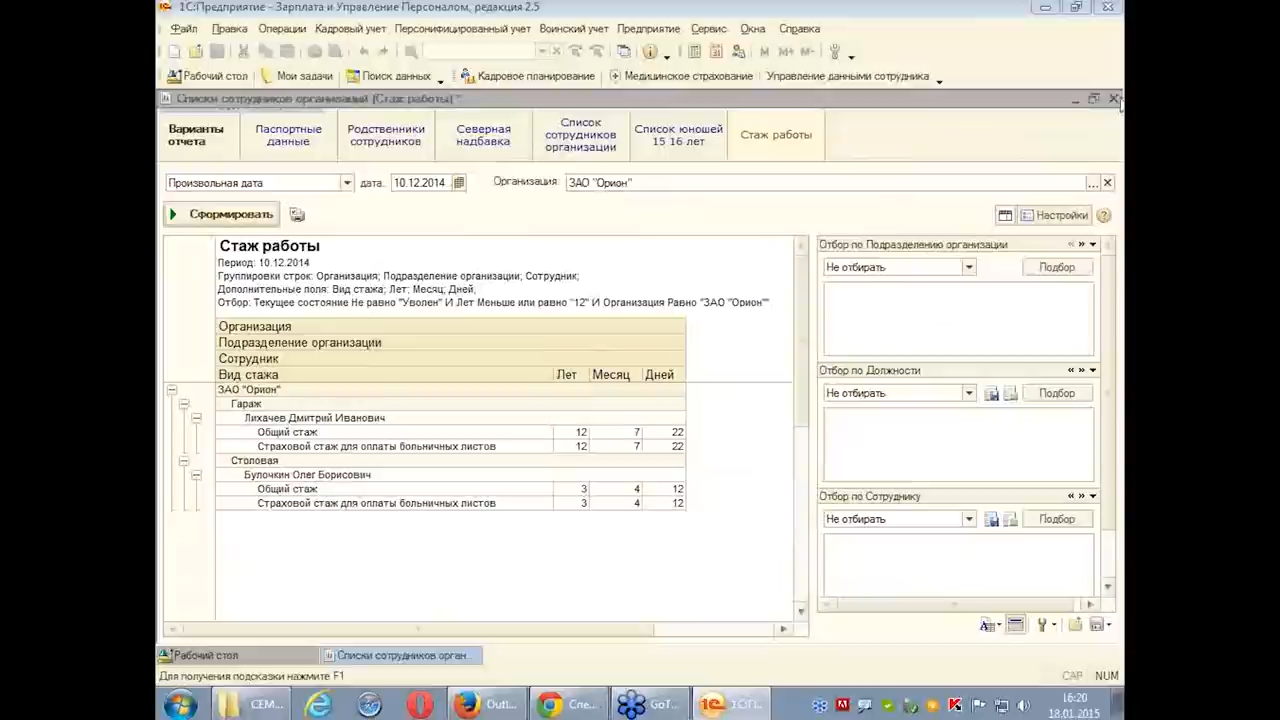 1С:Предприятие - Зарплата и Управление Персоналом, редакция 2.5
Файл Правка Операции Кадровый учет Персонифицированный учет Воинский учет Предприятие Сервис Окна Справка
M M+ M-
Рабочий стол Мои задачи Поиск данных Кадровое планирование Медицинское страхование Управление данными сотрудника
Списки сотрудников организаций (Стаж работы) *
Варианты отчета
Паспортные данные
Родственники сотрудников
Северная надбавка
Список сотрудников организации
Список юношей 15 16 лет
Стаж работы
Произвольная дата дата: 10.12.2014 Организация: ЗАО "Орион"
Сформировать Настройки
Стаж работы
Период: 10.12.2014
Группировки строк: Организация; Подразделение организации; Сотрудник;
Дополнительные поля: Вид стажа; Лет; Месяц; Дней;
Отбор: Текущее состояние Не равно "Уволен" И Лет Меньше или равно "12" И Организация Равно "ЗАО "Орион""
Организация
Подразделение организации
Сотрудник
Вид стажа Лет Месяц Дней
ЗАО "Орион"
Гараж
Лихачев Дмитрий Иванович
Общий стаж 12 7 22
Страховой стаж для оплаты больничных листов 12 7 22
Столовая
Булочкин Олег Борисович
Общий стаж 3 4 12
Страховой стаж для оплаты больничных листов 3 4 12
Отбор по Подразделению организации
Не отбирать Подбор
Отбор по Должности
Не отбирать Подбор
Отбор по Сотруднику
Не отбирать Подбор
Рабочий стол Списки сотрудников орган...
Для получения подсказки нажмите F1 CAP NUM
СЕМ... Outl... Спе... GoT...
16:20
18.01.2015